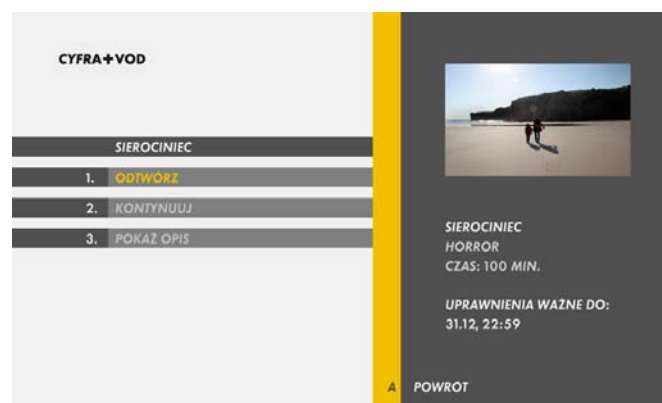 CYFRA+VOD
SIEROCINIEC
1. ODTWÓRZ
2. KONTYNUUJ
3. POKAŻ OPIS
SIEROCINIEC
HORROR
CZAS: 100 MIN.
UPRAWNIENIA WAŻNE DO:
31.12, 22:59
A POWRÓT